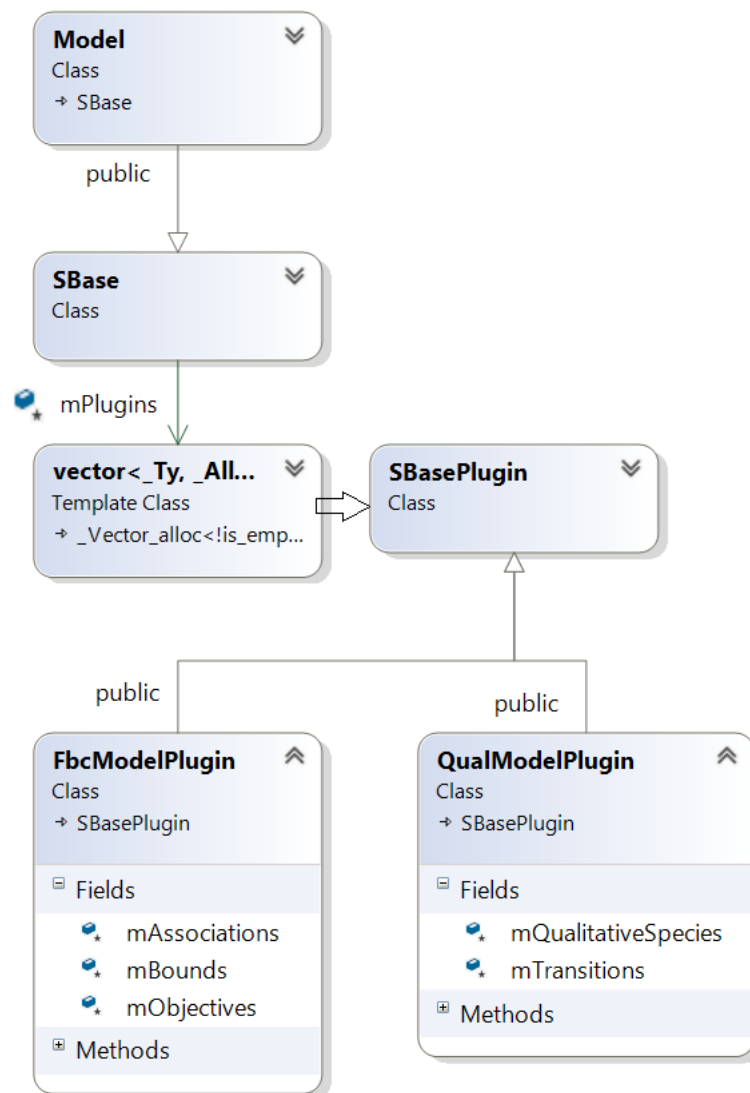 Model
Class
SBase
public
SBase
Class
mPlugins
vector<_Ty, _All...
Template Class
_Vector_alloc<!is_emp...
SBasePlugin
Class
public
public
FbcModelPlugin
Class
SBasePlugin
Fields
mAssociations
mBounds
mObjectives
Methods
QualModelPlugin
Class
SBasePlugin
Fields
mQualitativeSpecies
mTransitions
Methods